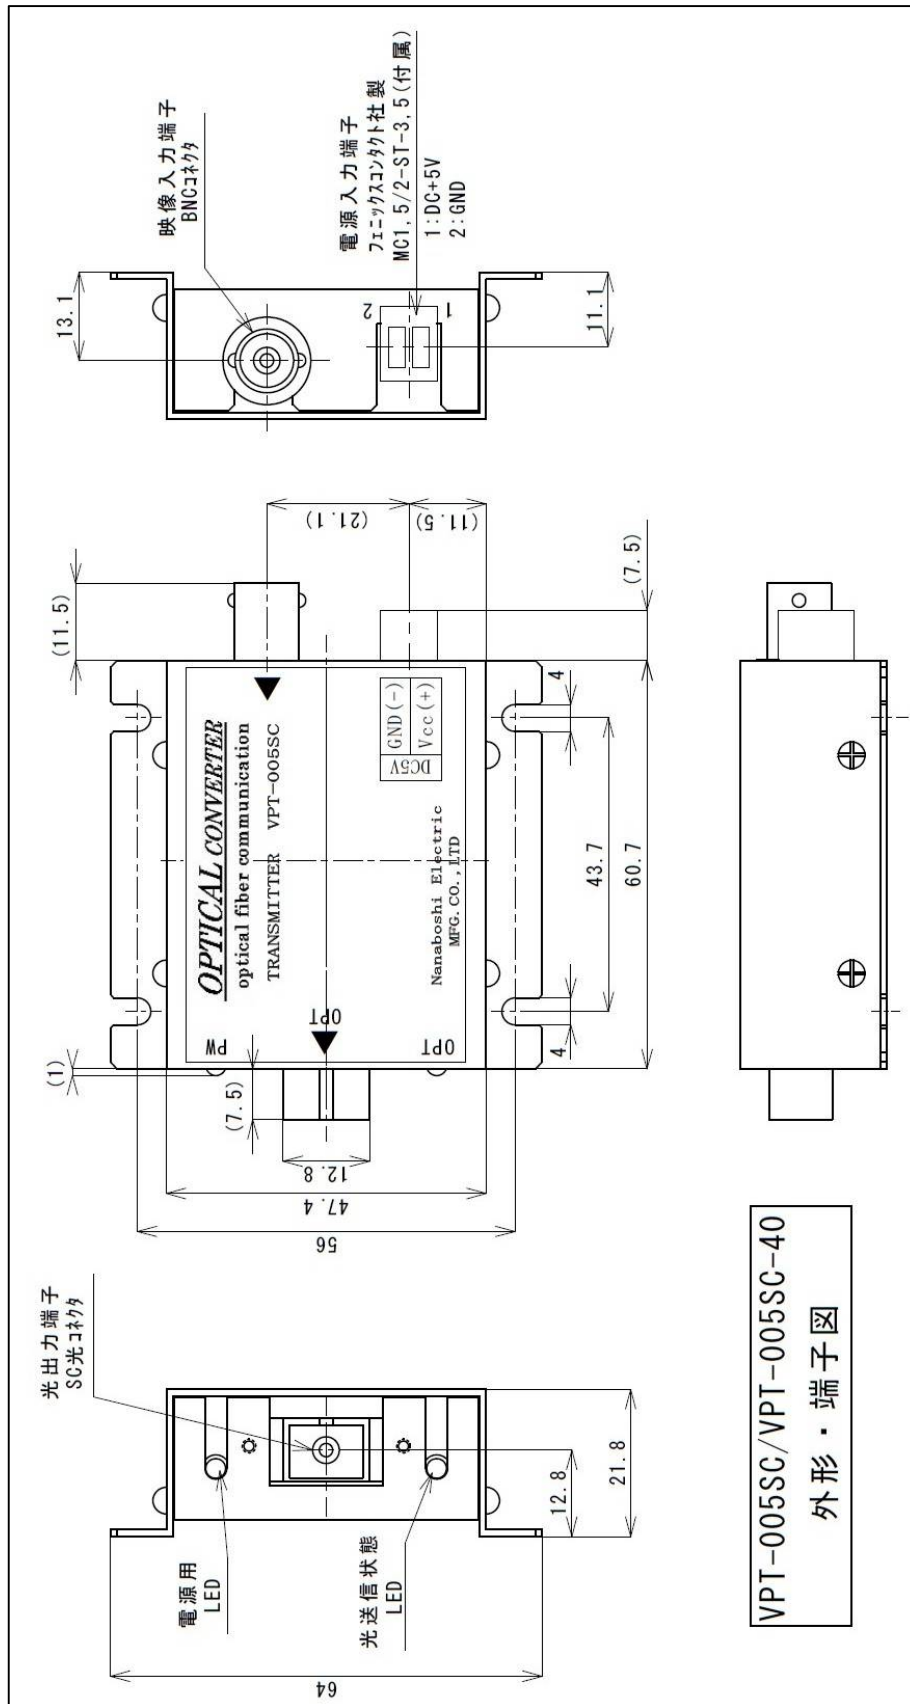 映像入力端子
BNCコネクタ
電源入力端子
フェニックスコンタクト社製
MC1,5/2-ST-3,5(付属)
1:DC+5V
2:GND
13.1
2
1
11.1
(11.5)
(21.1)
(11.5)
(7.5)
OPTICAL CONVERTER
optical fiber communication
TRANSMITTER VPT-005SC
DC5V
GND(-)
Vcc(+)
Nanaboshi Electric
MFG.CO.,LTD
PW
OPT
OPT
4
43.7
60.7
4
(1)
(7.5)
12.8
47.4
56
光出力端子
SC光コネクタ
電源用
LED
光送信状態
LED
12.8
21.8
64
VPT-005SC/VPT-005SC-40
外形・端子図